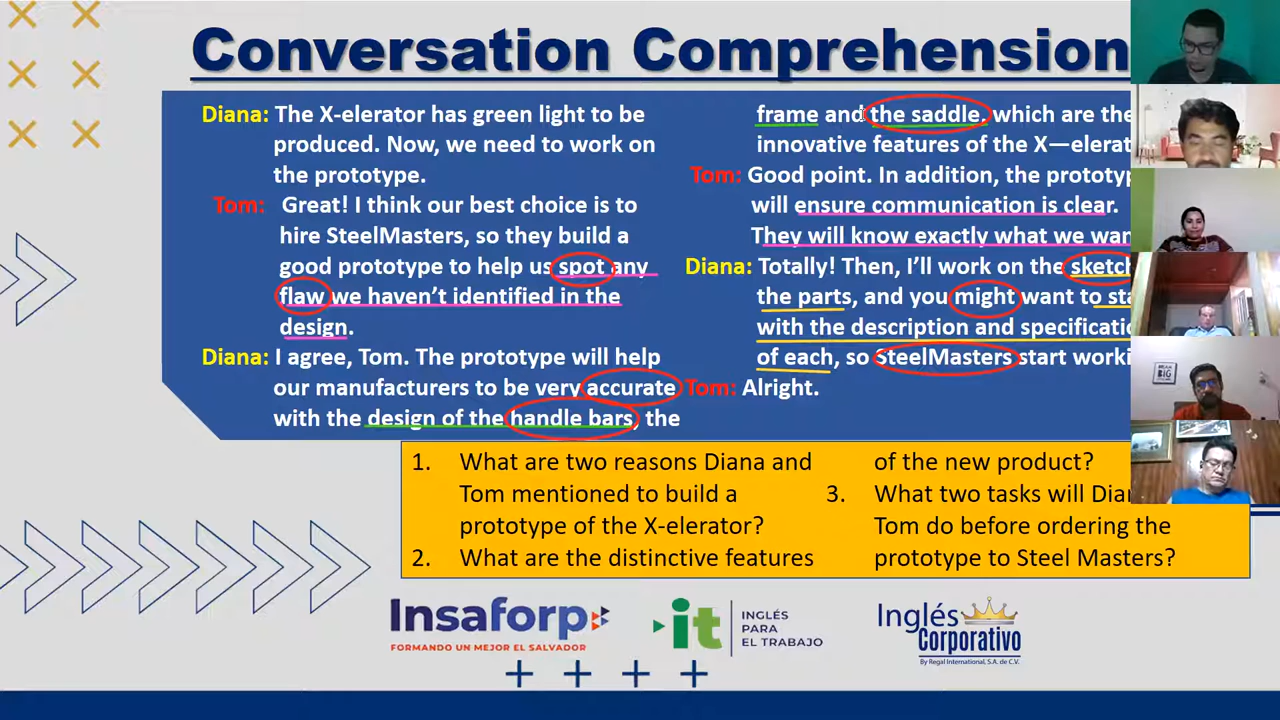 Conversation Comprehension
Diana: The X-elerator has green light to be
produced. Now, we need to work on
the prototype.
Tom: Great! I think our best choice is to
hire SteelMasters, so they build a
good prototype to help us spot any
flaw we haven't identified in the
design.
Diana: I agree, Tom. The prototype will help
our manufacturers to be very accurate
with the design of the handle bars, the
frame and the saddle, which are the
innovative features of the X—elerat
Tom: Good point. In addition, the prototyp
will ensure communication is clear.
They will know exactly what we wan
Diana: Totally! Then, I'll work on the sketch
the parts, and you might want to sta
with the description and specificatio
of each, so SteelMasters start worki
Tom: Alright.
1. What are two reasons Diana and
Tom mentioned to build a
prototype of the X-elerator?
2. What are the distinctive features
of the new product?
3. What two tasks will Dian
Tom do before ordering the
prototype to Steel Masters?
Insaforp
FORMANDO UN MEJOR EL SALVADOR
it
INGLÉS
PARA
EL TRABAJO
Inglés
Corporativo
By Regal International, S.A. de C.V.
BIG